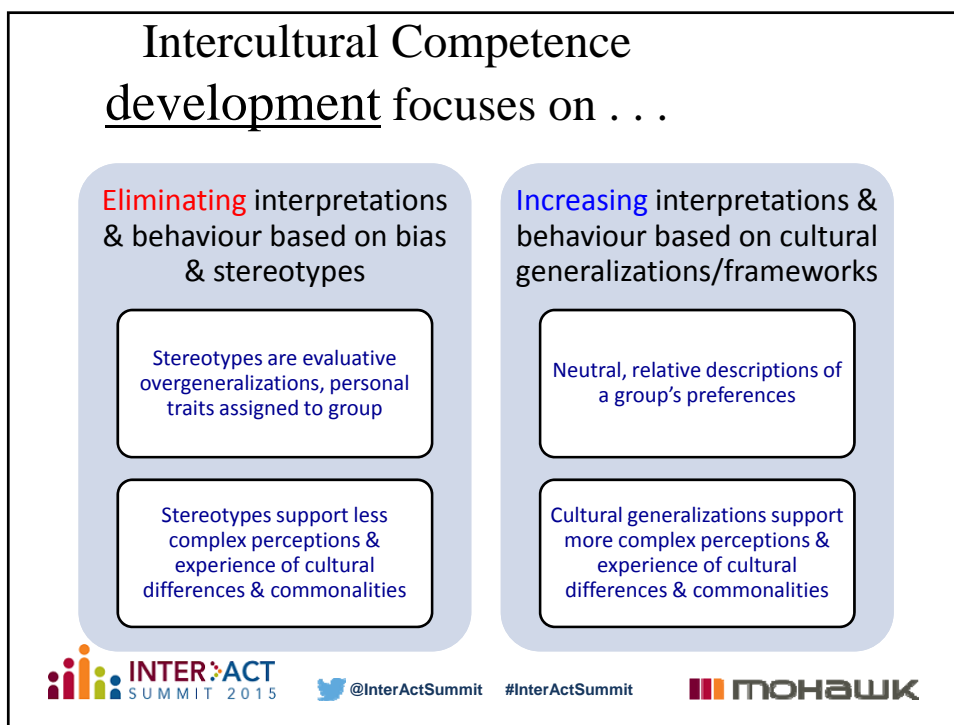 Intercultural Competence
development focuses on . . .
Eliminating interpretations
& behaviour based on bias
& stereotypes
Stereotypes are evaluative
overgeneralizations, personal
traits assigned to group
Stereotypes support less
complex perceptions &
experience of cultural
differences & commonalities
Increasing interpretations &
behaviour based on cultural
generalizations/frameworks
Neutral, relative descriptions of
a group's preferences
Cultural generalizations support
more complex perceptions &
experience of cultural
differences & commonalities
INTER ACT
SUMMIT 2015
@InterActSummit #InterActSummit
mohawk